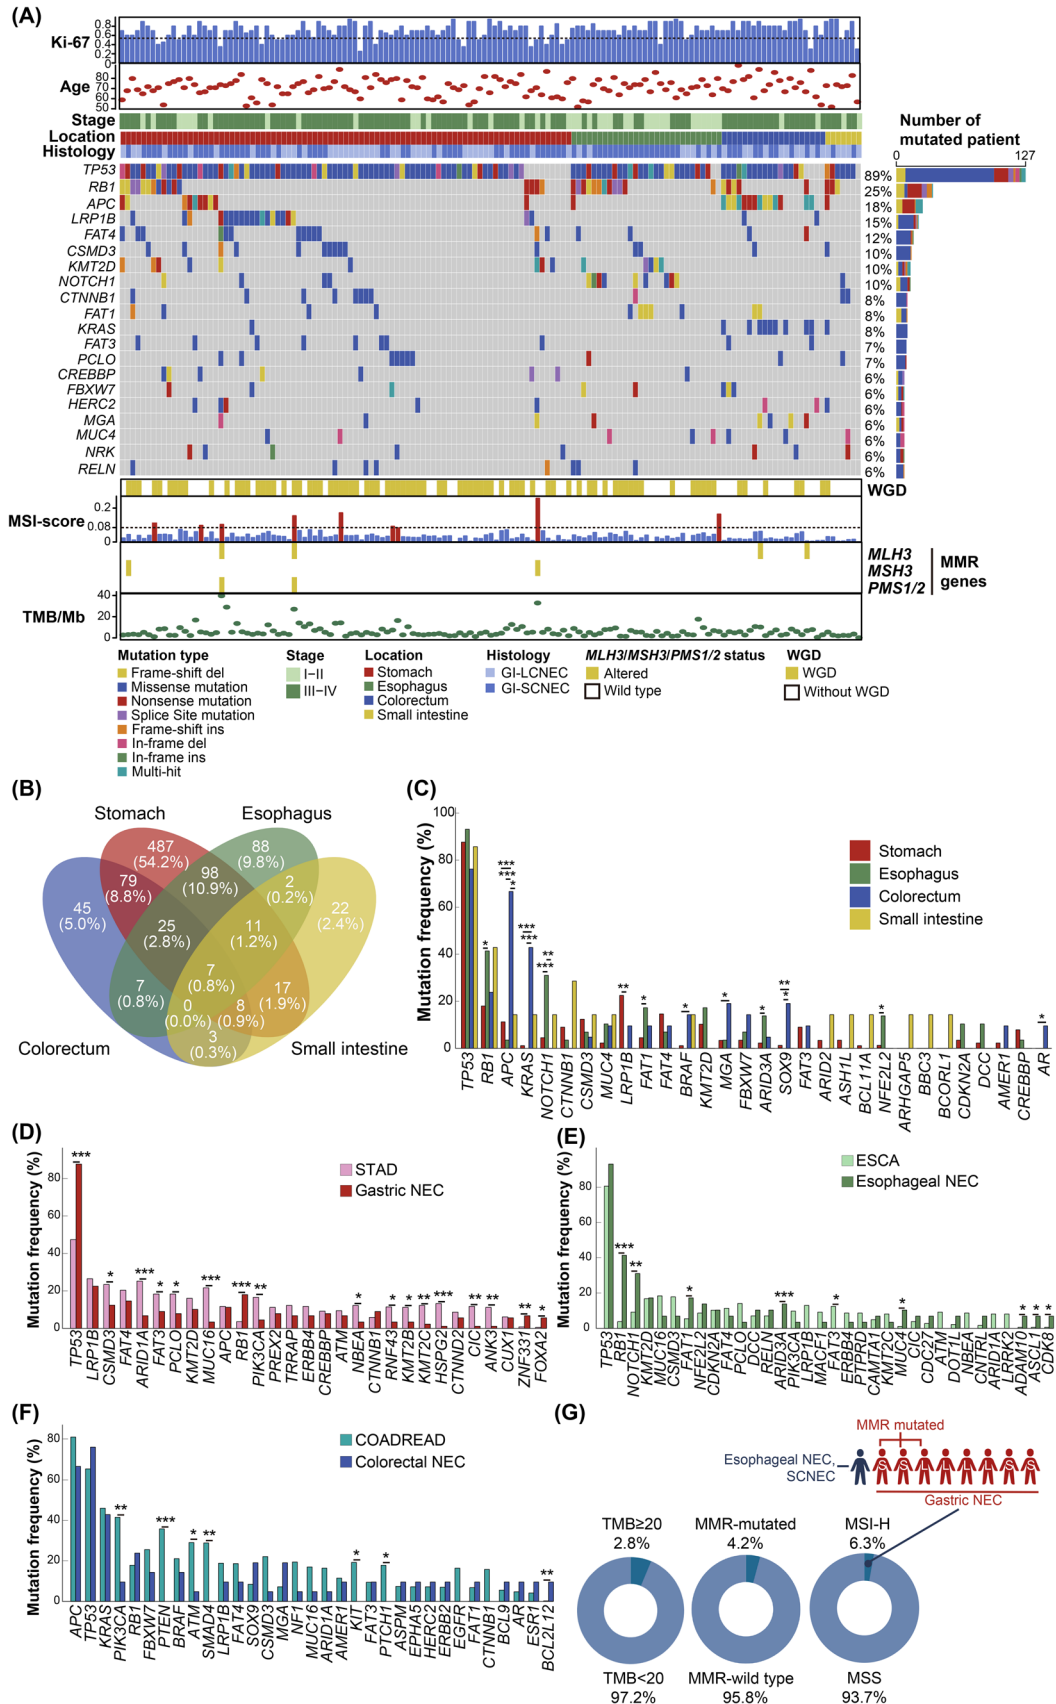 (A)
Ki-67
0.8
0.6
0.4
0.2
0
Age
80
70
60
50
Stage
Location
Histology
Number of
mutated patient
0 127
TP53 89%
RB1 25%
APC 18%
LRP1B 15%
FAT4 12%
CSMD3 10%
KMT2D 10%
NOTCH1 10%
CTNNB1 8%
FAT1 8%
KRAS 8%
FAT3 7%
PCLO 7%
CREBBP 6%
FBXW7 6%
HERC2 6%
MGA 6%
MUC4 6%
NRK 6%
RELN 6%
WGD
MSI-score
0.2
0.08
0
MLH3
MSH3
PMS1/2
MMR
genes
TMB/Mb
40
20
0
Mutation type
Frame-shift del
Missense mutation
Nonsense mutation
Splice Site mutation
Frame-shift ins
In-frame del
In-frame ins
Multi-hit
Stage
I−II
III−IV
Location
Stomach
Esophagus
Colorectum
Small intestine
Histology
GI-LCNEC
GI-SCNEC
MLH3/MSH3/PMS1/2 status
Altered
Wild type
WGD
WGD
Without WGD
(B)
Stomach
Esophagus
487
(54.2%)
88
(9.8%)
79
(8.8%)
98
(10.9%)
2
(0.2%)
45
(5.0%)
22
(2.4%)
25
(2.8%)
11
(1.2%)
7
(0.8%)
7
(0.8%)
0
(0.0%)
8
(0.9%)
17
(1.9%)
3
(0.3%)
Colorectum
Small intestine
(C)
Mutation frequency (%)
100
80
60
40
20
0
Stomach
Esophagus
Colorectum
Small intestine
* *** *** * *** *** ** *** ** * * * * ** * * *
TP53 RB1 APC KRAS NOTCH1 CTNNB1 CSMD3 MUC4 LRP1B FAT1 FAT4 BRAF KMT2D MGA FBXW7 ARID3A SOX9 FAT3 ARID2 ASH1L BCL11A NFE2L2 ARHGAP5 BBC3 BCORL1 CDKN2A DCC AMER1 CREBBP AR
(D)
Mutation frequency (%)
80
60
40
20
0
STAD
Gastric NEC
*** * *** * * *** *** ** * * * ** *** ** *** ** *
TP53 LRP1B CSMD3 FAT4 ARID1A FAT3 PCLO KMT2D MUC16 APC RB1 PIK3CA PREX2 TRRAP ERBB4 CREBBP ATM NBEA CTNNB1 RNF43 KMT2B KMT2C HSPG2 CTNND2 CIC ANK3 CUX1 ZNF331 FOXA2
(E)
Mutation frequency (%)
80
60
40
20
0
ESCA
Esophageal NEC
*** ** * *** * * * * *
TP53 RB1 NOTCH1 KMT2D MUC16 CSMD3 FAT1 NFE2L2 CDKN2A FAT4 PCLO DCC RELN ARID3A PIK3CA LRP1B MACF1 FAT3 ERBB4 PTPRD CAMTA1 KMT2C MUC4 CIC CDC27 ATM DOT1L NBEA CNTRL ARID1A LRRK2 ADAM10 ASCL1 CDK8
(F)
Mutation frequency (%)
80
60
40
20
0
COADREAD
Colorectal NEC
** *** * ** * * **
APC TP53 KRAS PIK3CA RB1 FBXW7 PTEN BRAF ATM SMAD4 LRP1B FAT4 SOX9 CSMD3 MGA NF1 MUC16 ARID1A AMER1 KIT FAT3 PTCH1 ASPM EPHA5 HERC2 ERBB2 EGFR FAT1 CTNNB1 BCL9 AR ESR1 BCL2L12
(G)
MMR mutated
Esophageal NEC,
SCNEC
S S L L L L L
Gastric NEC
TMB≥20
2.8%
MMR-mutated
4.2%
MSI-H
6.3%
TMB<20
97.2%
MMR-wild type
95.8%
MSS
93.7%